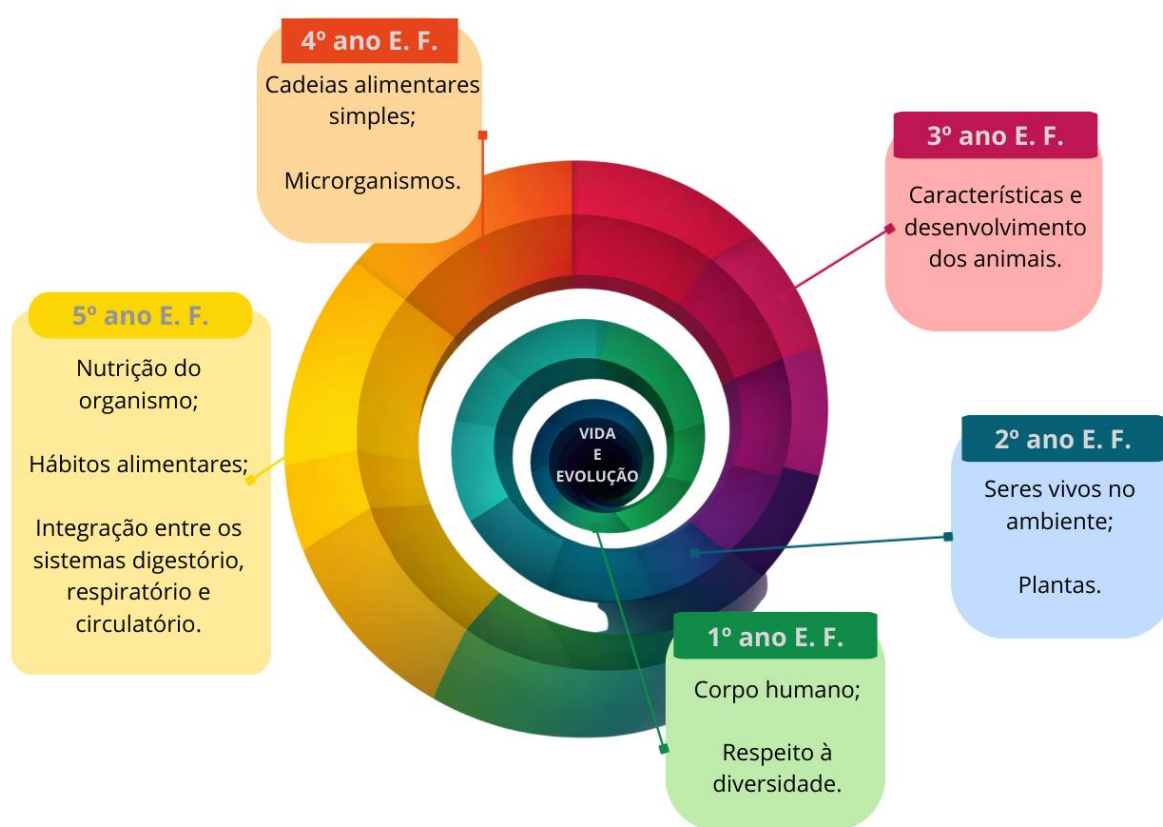 4º ano E. F.
Cadeias alimentares
simples;
Microrganismos.
3º ano E. F.
Características e
desenvolvimento
dos animais.
5º ano E. F.
Nutrição do
organismo;
Hábitos alimentares;
Integração entre os
sistemas digestório,
respiratório e
circulatório.
VIDA
E
EVOLUÇÃO
2º ano E. F.
Seres vivos no
ambiente;
Plantas.
1º ano E. F.
Corpo humano;
Respeito à
diversidade.